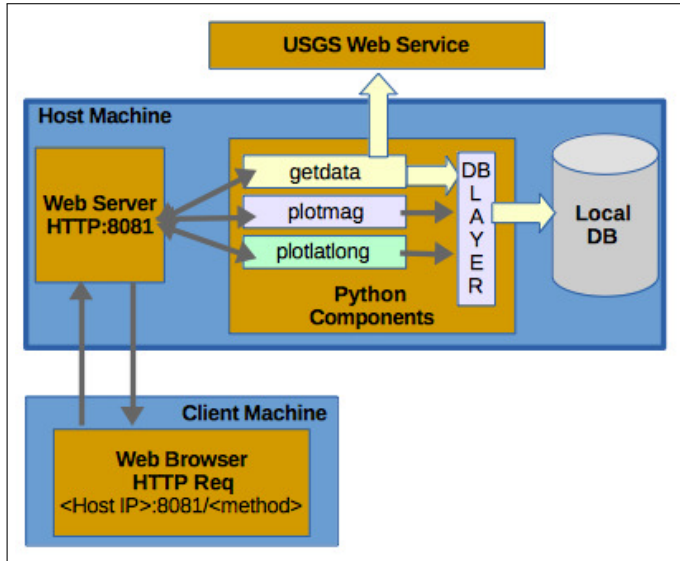 USGS Web Service
Host Machine
Web Server
HTTP:8081
getdata
plotmag
plotlatlong
Python
Components
DB
L
A
Y
E
R
Local
DB
Client Machine
Web Browser
HTTP Req
<Host IP>:8081/<method>